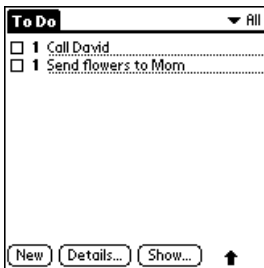 To Do All
1 Call David
1 Send flowers to Mom
New Details... Show...